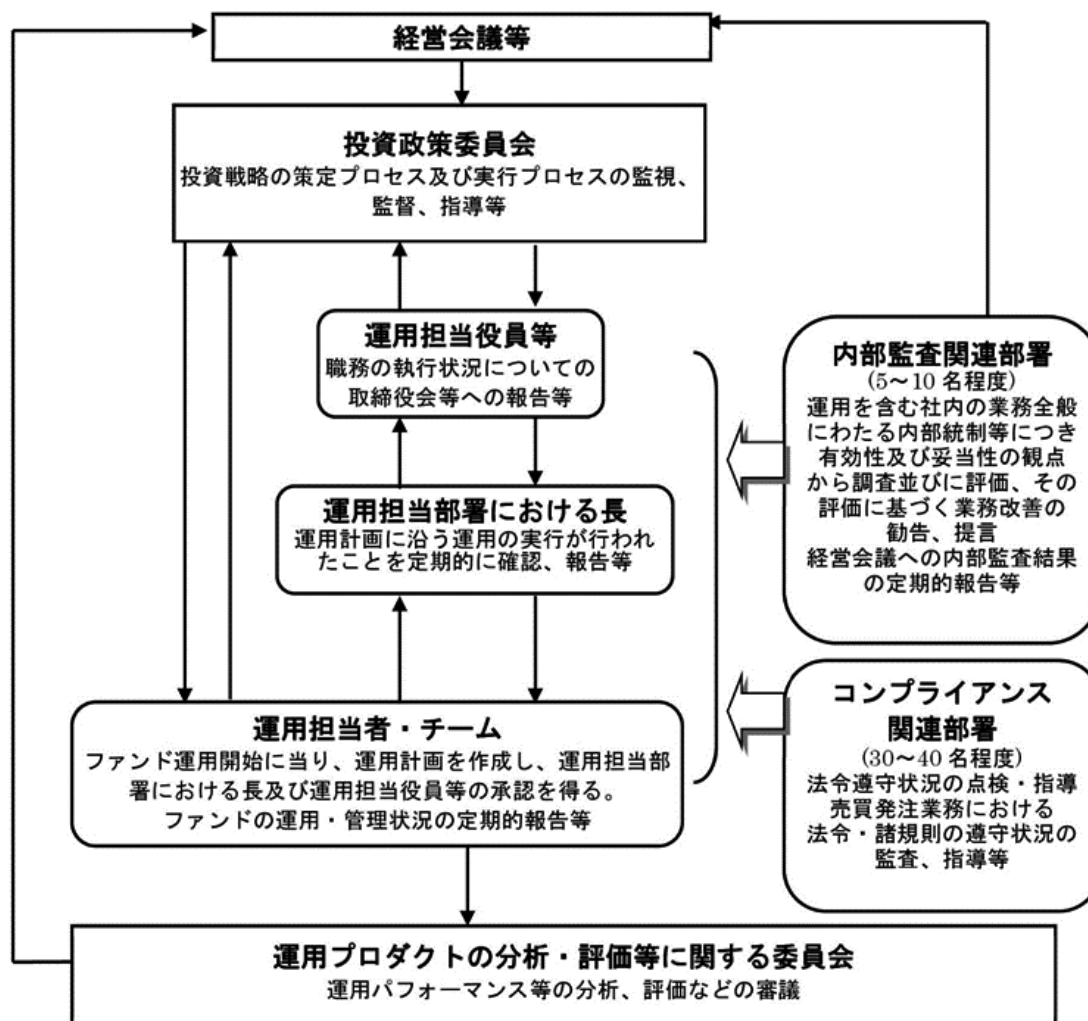 経営会議等
投資政策委員会
投資戦略の策定プロセス及び実行プロセスの監視、
監督、指導等
運用担当役員等
職務の執行状況についての
取締役会等への報告等
運用担当部署における長
運用計画に沿う運用の実行が行われ
たことを定期的に確認、報告等
運用担当者・チーム
ファンド運用開始に当り、運用計画を作成し、運用担当部
署における長及び運用担当役員等の承認を得る。
ファンドの運用・管理状況の定期的報告等
内部監査関連部署
(5～10 名程度)
運用を含む社内の業務全般
にわたる内部統制等につき
有効性及び妥当性の観点
から調査並びに評価、その
評価に基づく業務改善の
勧告、提言
経営会議への内部監査結果
の定期的報告等
コンプライアンス
関連部署
(30～40 名程度)
法令遵守状況の点検・指導
売買発注業務における
法令・諸規則の遵守状況の
監査、指導等
運用プロダクトの分析・評価等に関する委員会
運用パフォーマンス等の分析、評価などの審議